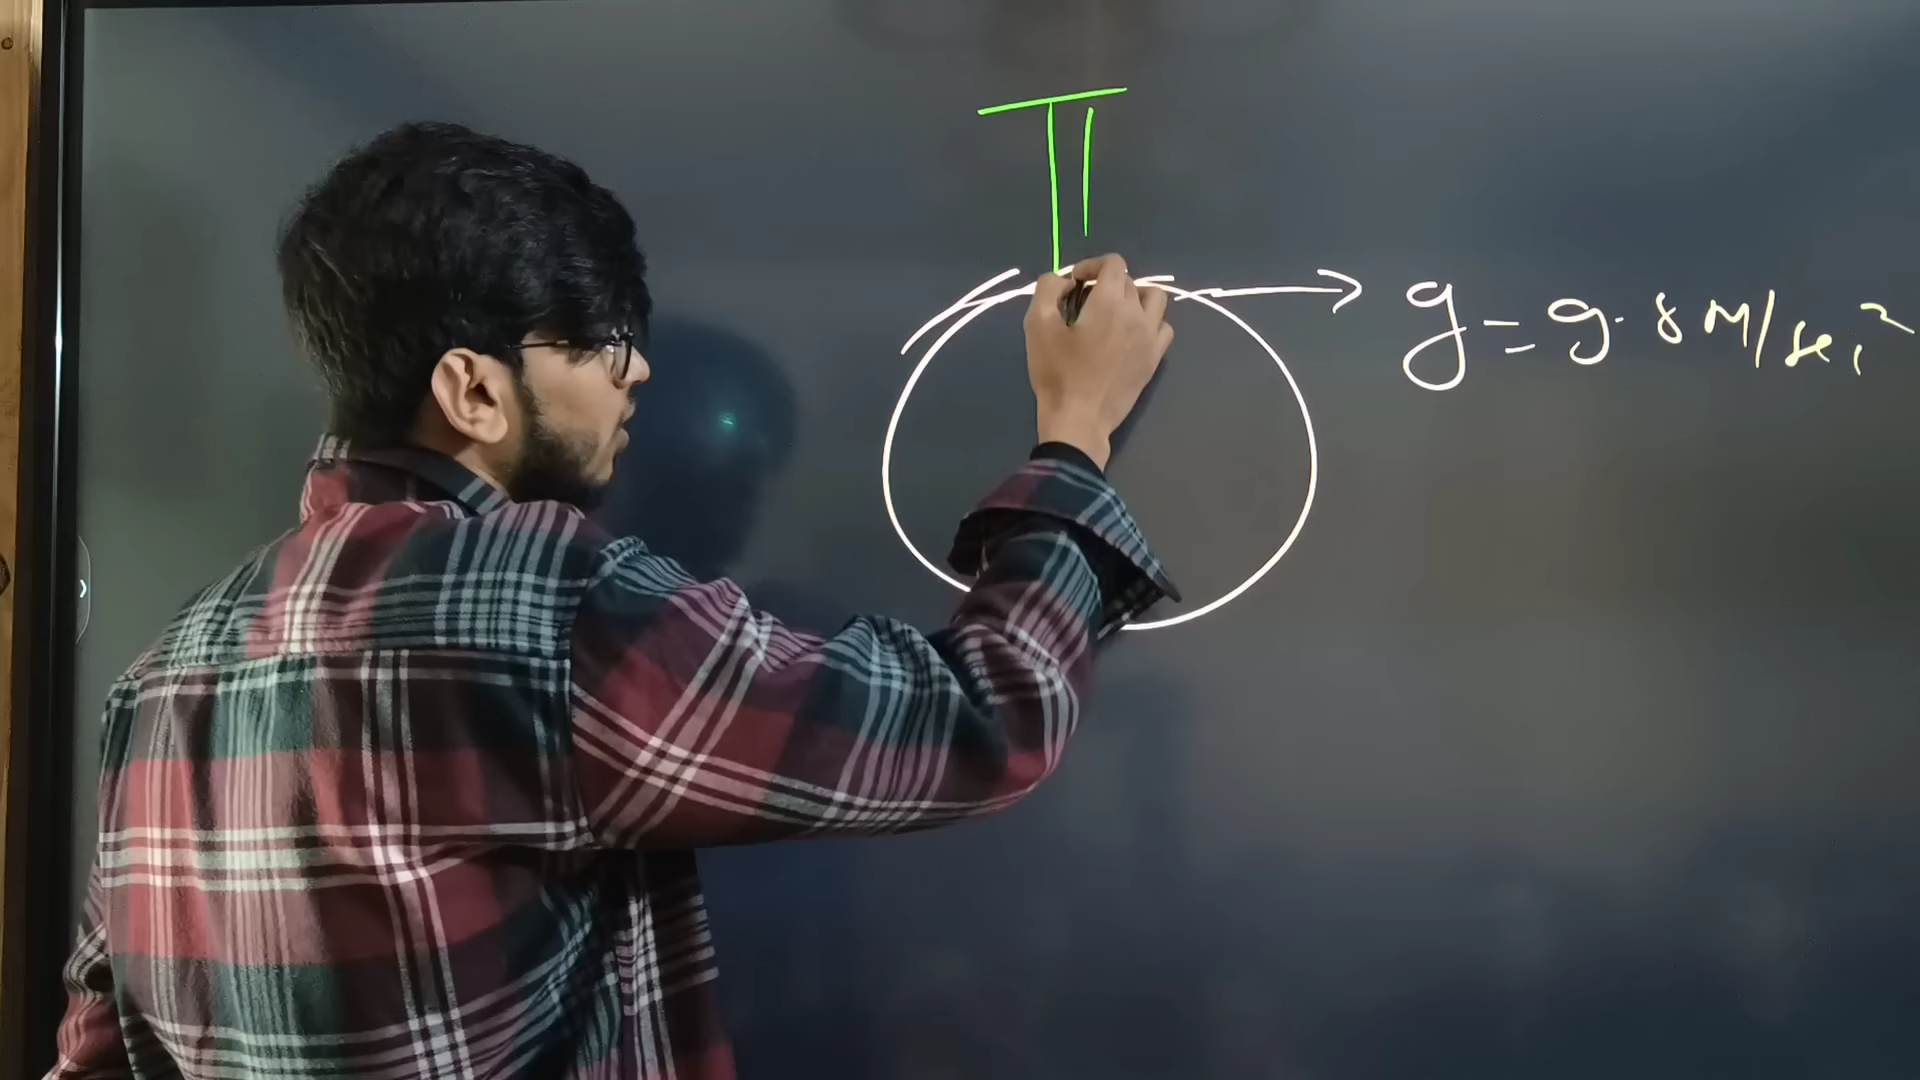 g = 9.8 M/sec²